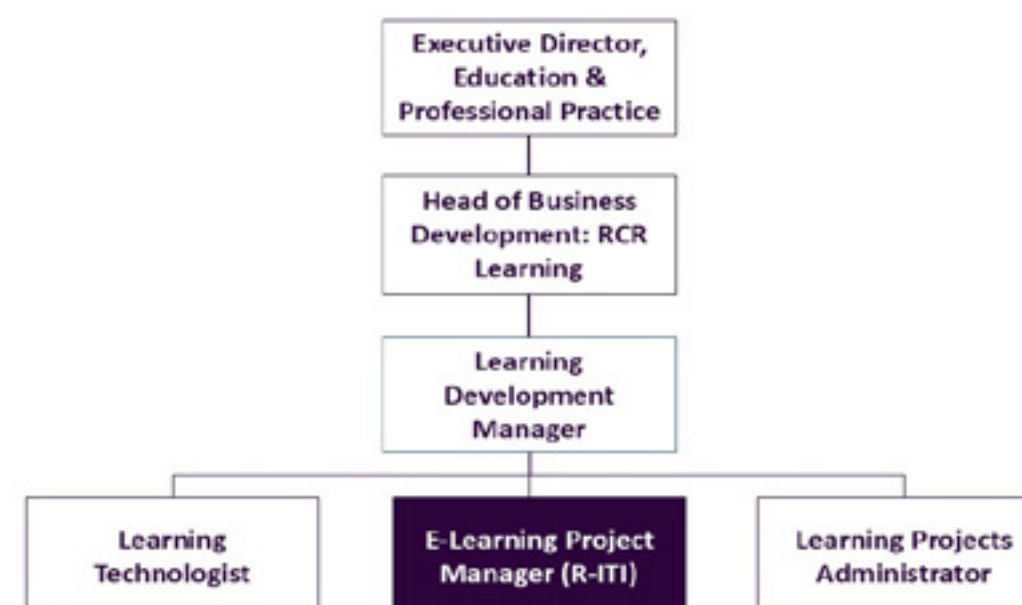 Executive Director,
Education &
Professional Practice
Head of Business
Development: RCR
Learning
Learning
Development
Manager
Learning
Technologist
E-Learning Project
Manager (R-ITI)
Learning Projects
Administrator